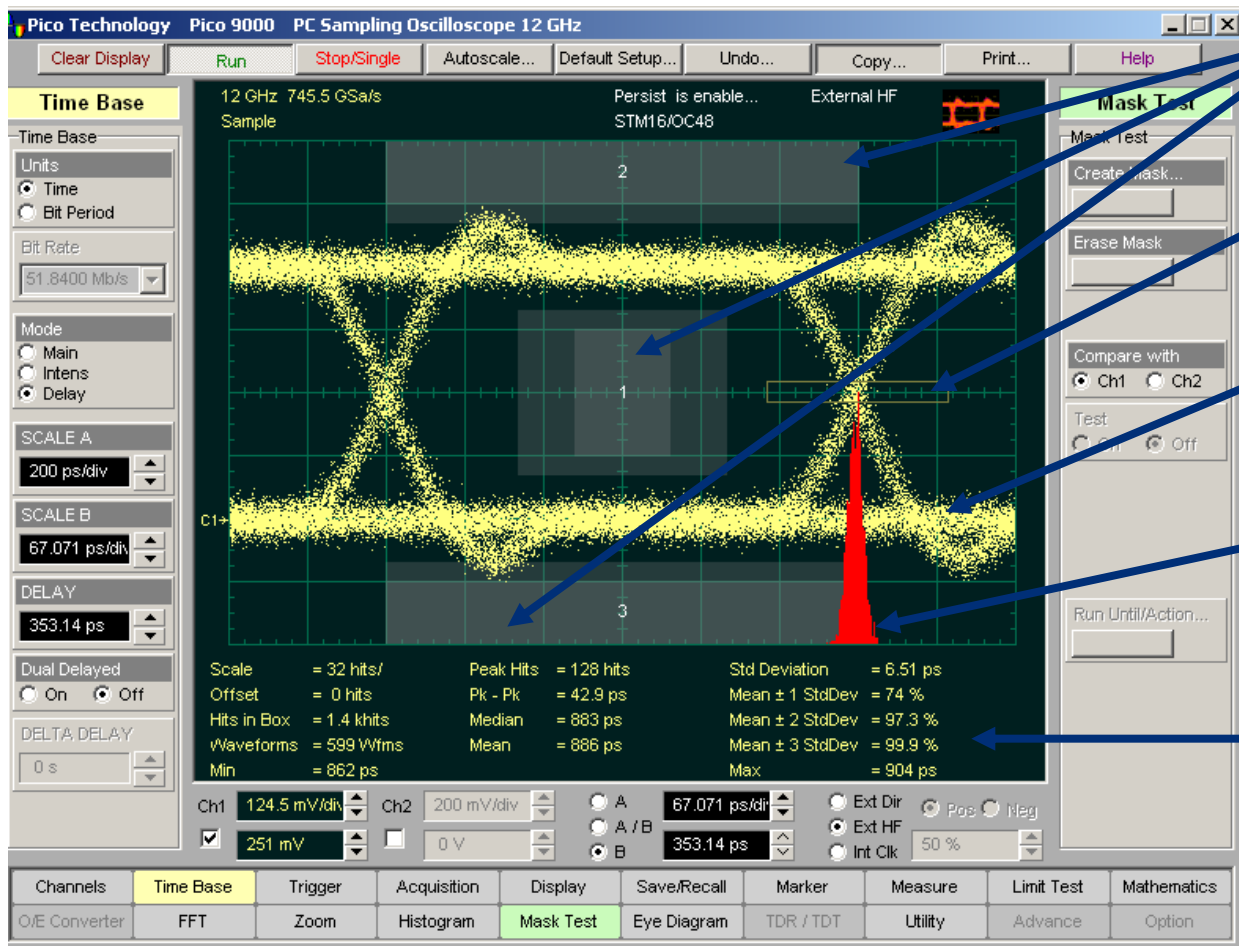 Pico Technology Pico 9000 PC Sampling Oscilloscope 12 GHz
Clear Display Run Stop/Single Autoscale... Default Setup... Undo... Copy... Print... Help
Time Base
Time Base
Units
Time
Bit Period
Bit Rate
51.8400 Mb/s
Mode
Main
Intens
Delay
SCALE A
200 ps/div
SCALE B
67.071 ps/div
DELAY
353.14 ps
Dual Delayed
On Off
DELTA DELAY
0 s
12 GHz 745.5 GSa/s Persist is enable... External HF
Sample STM16/OC48
2
1
C1
3
Scale = 32 hits/ Peak Hits = 128 hits Std Deviation = 6.51 ps
Offset = 0 hits Pk - Pk = 42.9 ps Mean ± 1 StdDev = 74 %
Hits in Box = 1.4 khits Median = 883 ps Mean ± 2 StdDev = 97.3 %
Waveforms = 599 Wfms Mean = 886 ps Mean ± 3 StdDev = 99.9 %
Min = 862 ps Max = 904 ps
Mask Test
Mask Test
Create Mask...
Erase Mask
Compare with
Ch1 Ch2
Test
On Off
Run Until/Action...
Ch1 124.5 mV/div Ch2 200 mV/div A 67.071 ps/div Ext Dir Pos Neg
A / B Ext HF
251 mV 0 V B 353.14 ps Int Clk 50 %
Channels Time Base Trigger Acquisition Display Save/Recall Marker Measure Limit Test Mathematics
O/E Converter FFT Zoom Histogram Mask Test Eye Diagram TDR / TDT Utility Advance Option